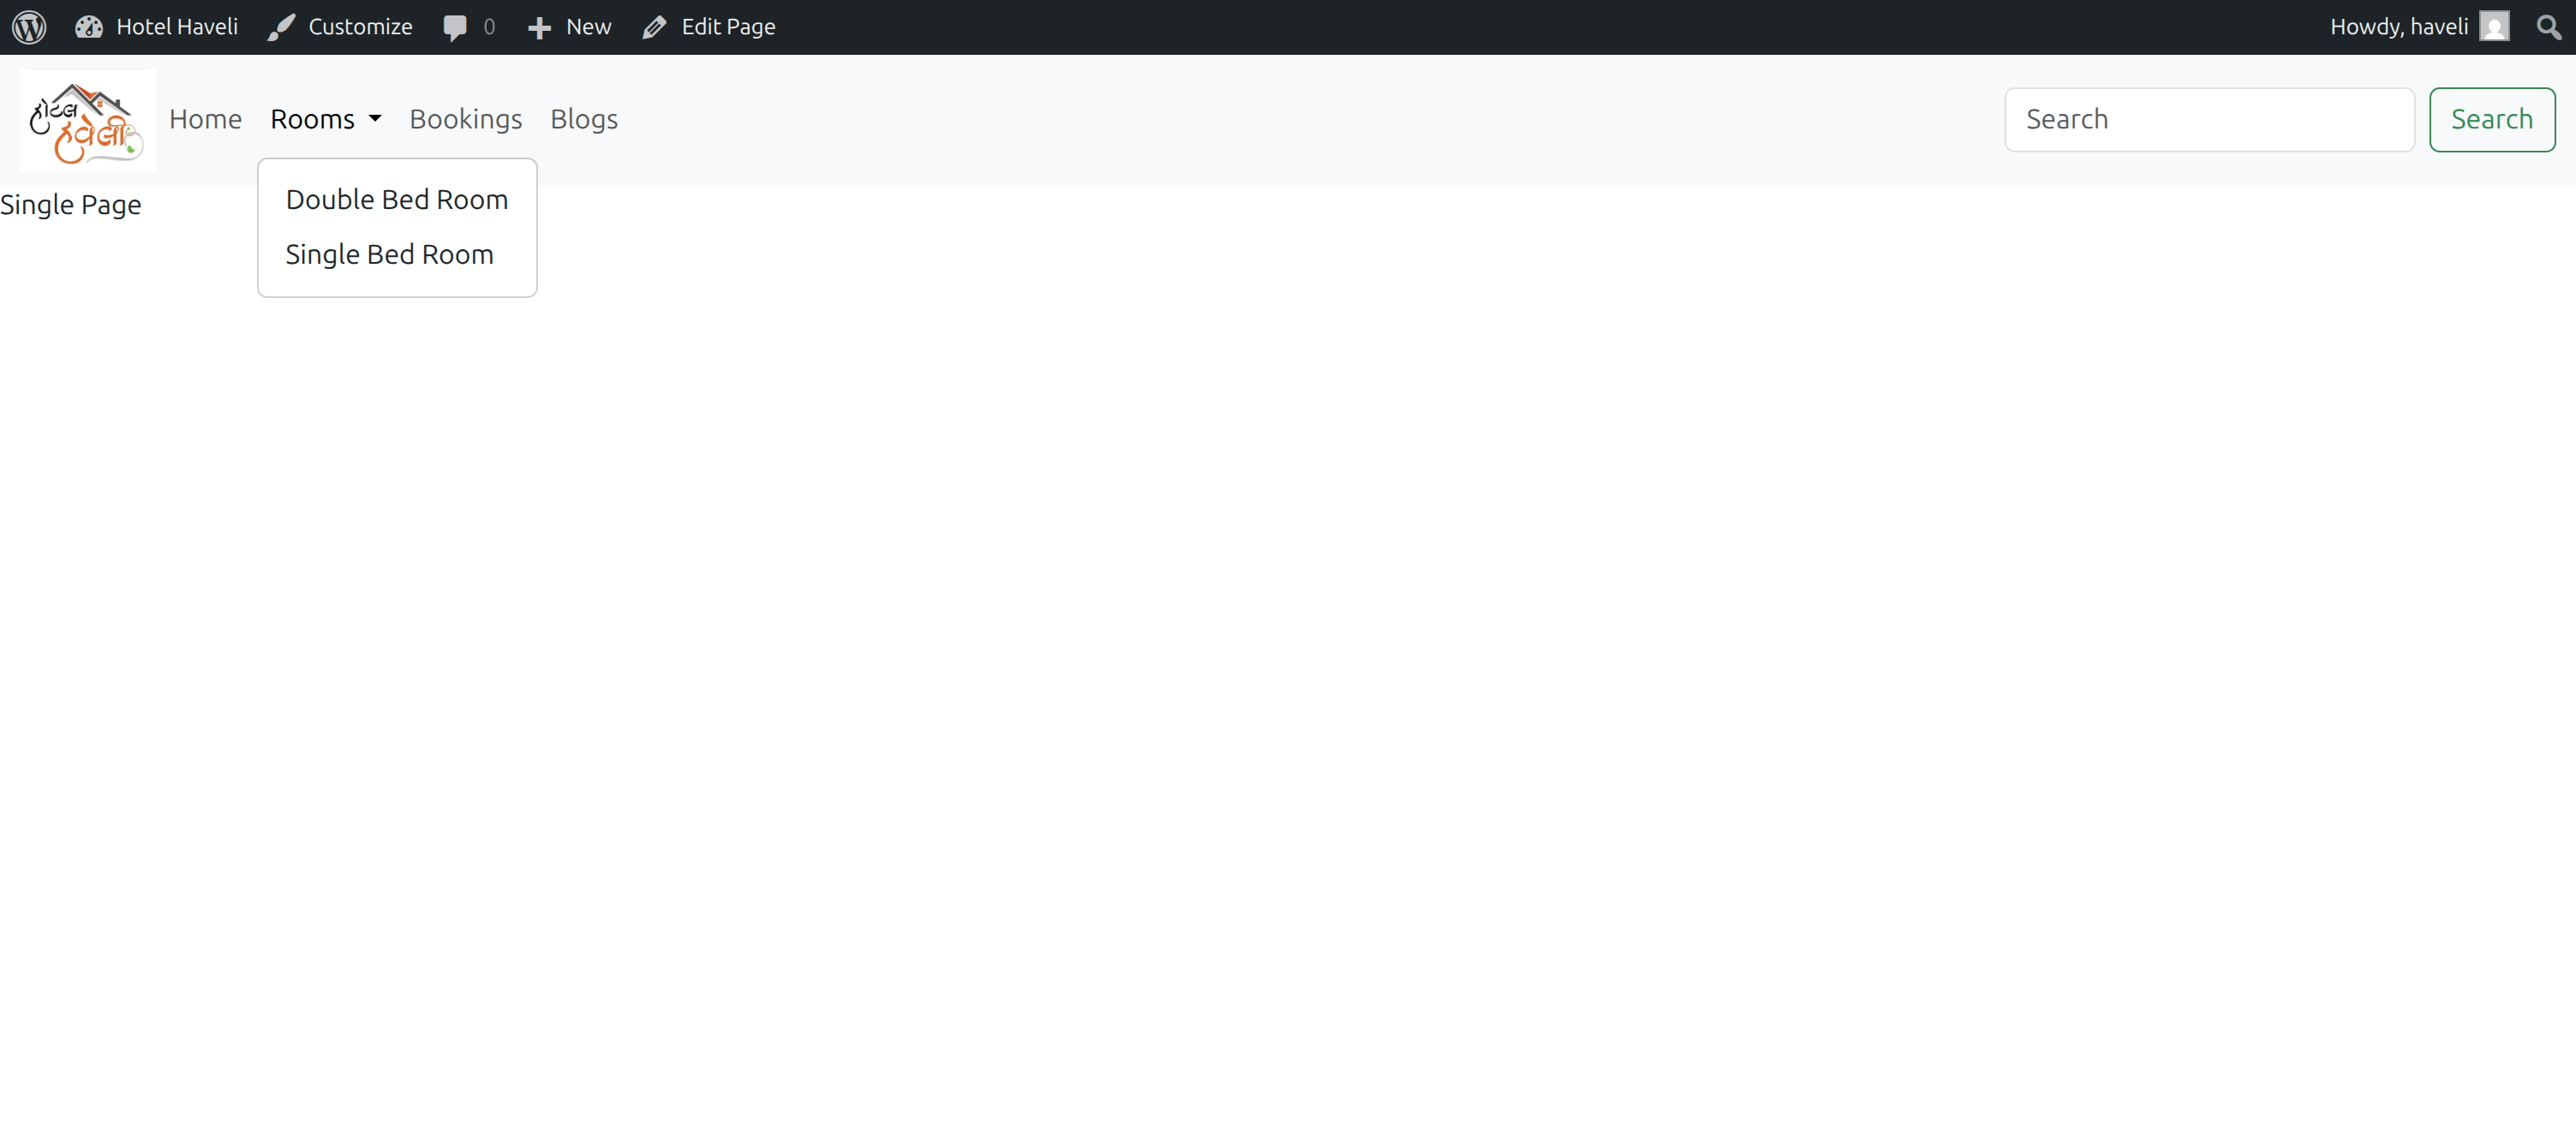 Hotel Haveli Customize 0 New Edit Page Howdy, haveli
હોટલ
હવેલી
Home Rooms Bookings Blogs Search Search
Double Bed Room
Single Page
Single Bed Room